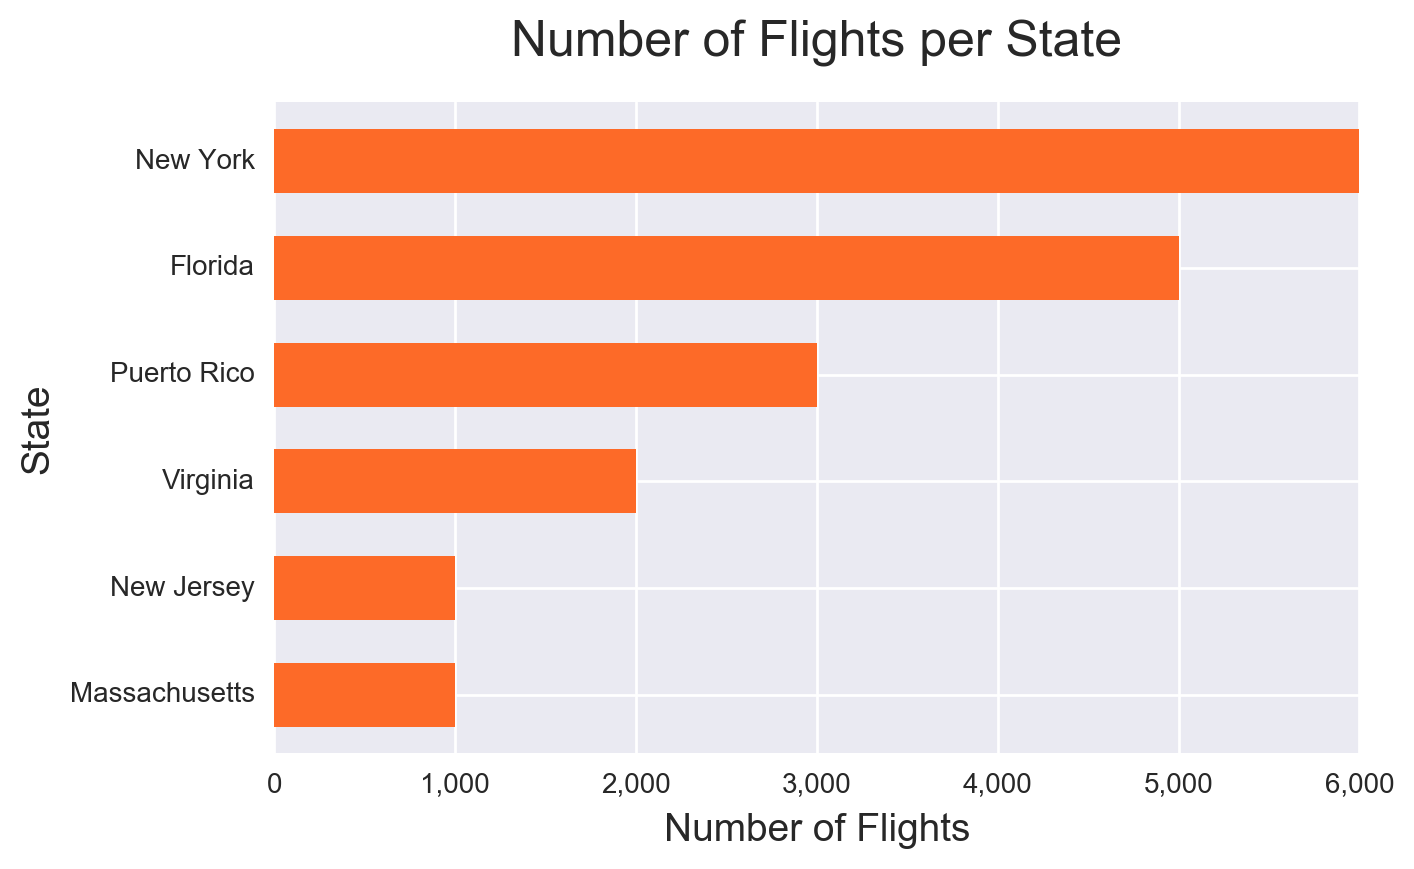 Number of Flights per State
New York
Florida
Puerto Rico
Virginia
New Jersey
Massachusetts
State
0 1,000 2,000 3,000 4,000 5,000 6,000
Number of Flights